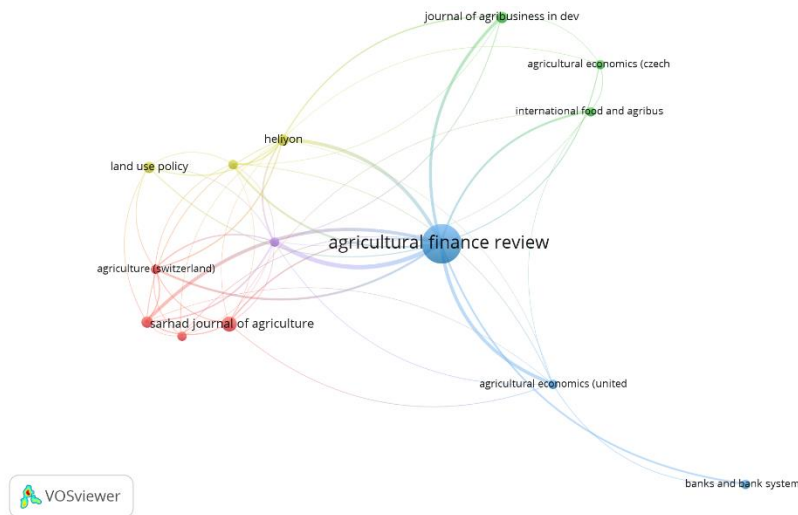 journal of agribusiness in dev
agricultural economics (czech
international food and agribus
heliyon
land use policy
agricultural finance review
agriculture (switzerland)
sarhad journal of agriculture
agricultural economics (united
banks and bank system
VOSviewer